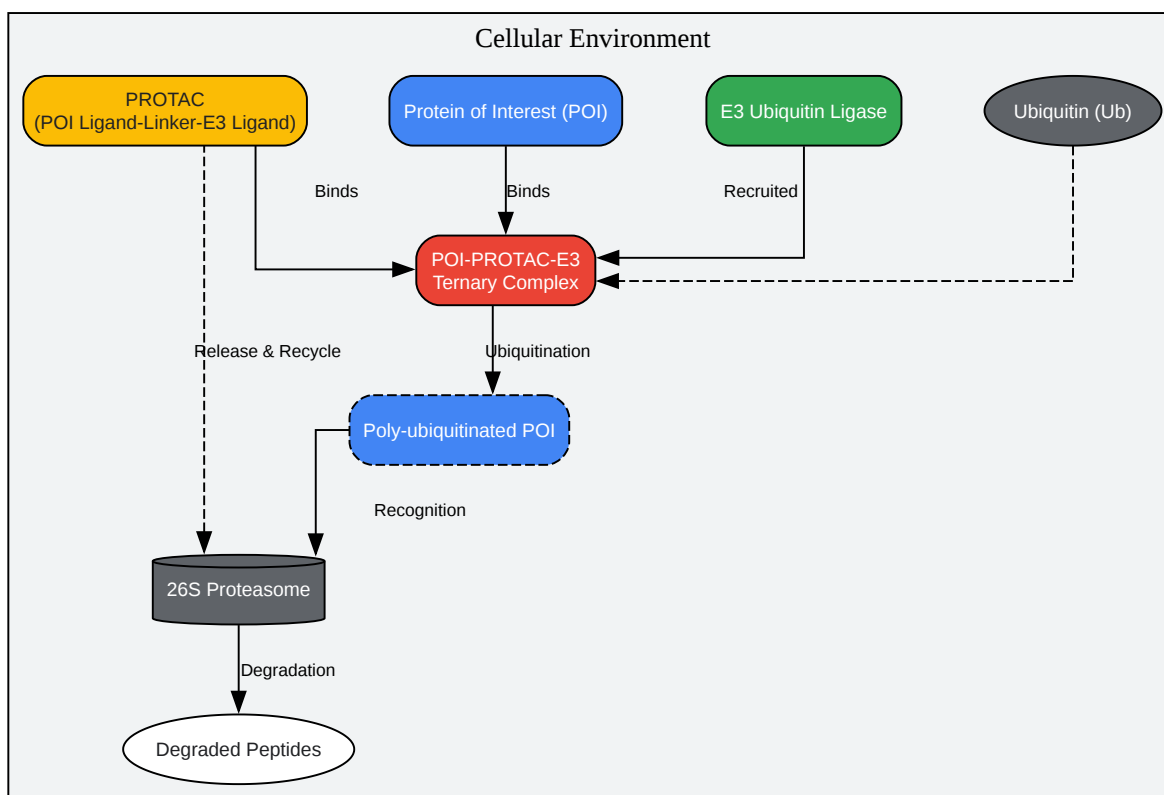 Cellular Environment
PROTAC
(POI Ligand-Linker-E3 Ligand)
Protein of Interest (POI)
E3 Ubiquitin Ligase
Ubiquitin (Ub)
Binds
Binds
Recruited
POI-PROTAC-E3
Ternary Complex
Release & Recycle
Ubiquitination
Poly-ubiquitinated POI
Recognition
26S Proteasome
Degradation
Degraded Peptides